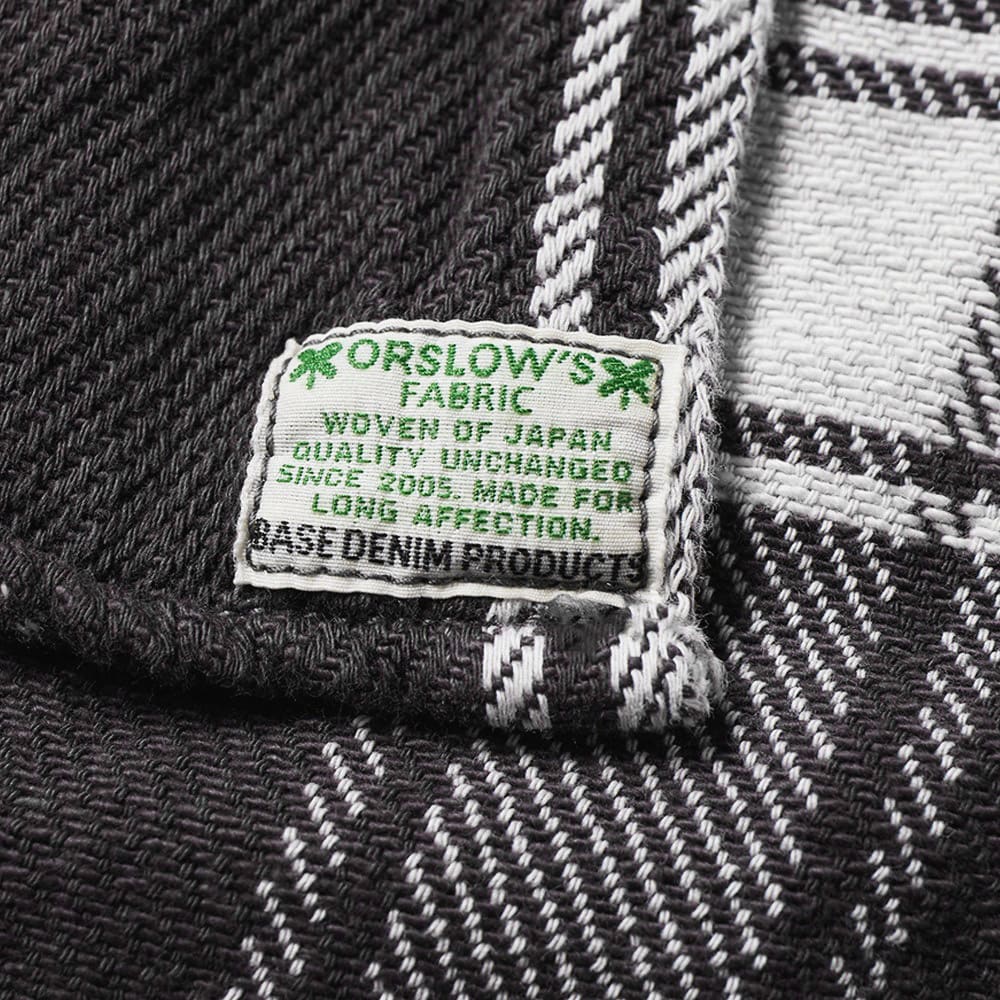 ORSLOW'S
FABRIC
WOVEN OF JAPAN
QUALITY UNCHANGED
SINCE 2005. MADE FOR
LONG AFFECTION.
BASE DENIM PRODUCTS